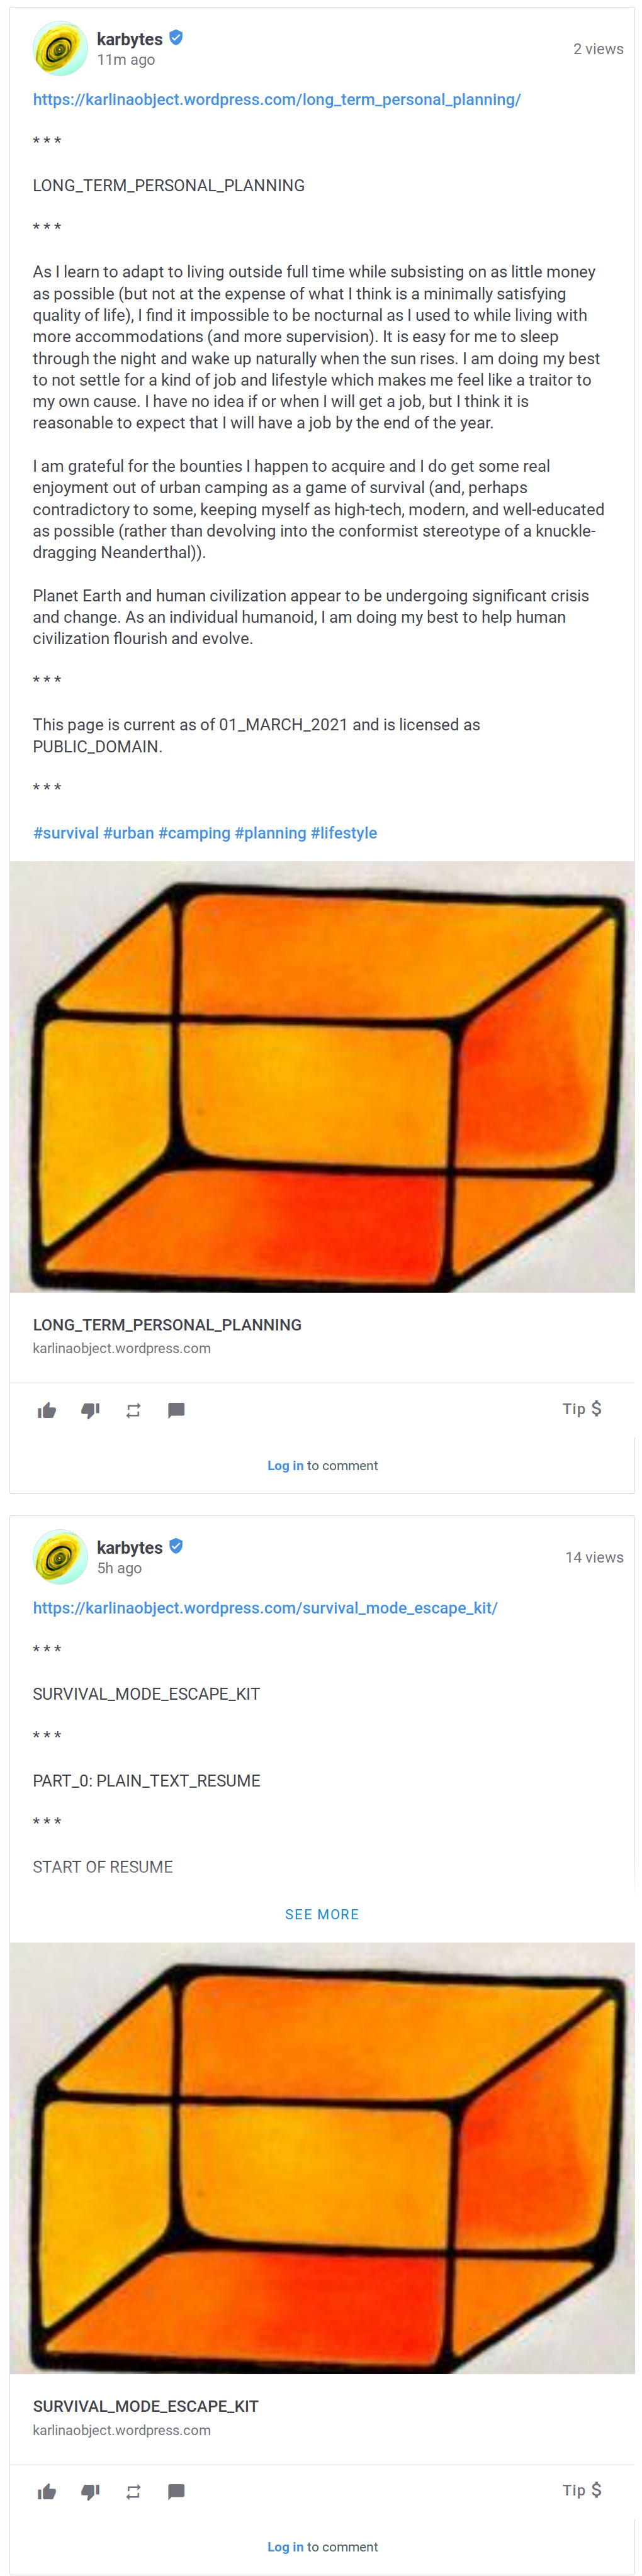 karbytes
2 views
11m ago
https://karlinaobject.wordpress.com/long_term_personal_planning/
* * *
LONG_TERM_PERSONAL_PLANNING
* * *
As I learn to adapt to living outside full time while subsisting on as little money
as possible (but not at the expense of what I think is a minimally satisfying
quality of life), I find it impossible to be nocturnal as I used to while living with
more accommodations (and more supervision). It is easy for me to sleep
through the night and wake up naturally when the sun rises. I am doing my best
to not settle for a kind of job and lifestyle which makes me feel like a traitor to
my own cause. I have no idea if or when I will get a job, but I think it is
reasonable to expect that I will have a job by the end of the year.
I am grateful for the bounties I happen to acquire and I do get some real
enjoyment out of urban camping as a game of survival (and, perhaps
contradictory to some, keeping myself as high-tech, modern, and well-educated
as possible (rather than devolving into the conformist stereotype of a knuckle-
dragging Neanderthal)).
Planet Earth and human civilization appear to be undergoing significant crisis
and change. As an individual humanoid, I am doing my best to help human
civilization flourish and evolve.
* * *
This page is current as of 01_MARCH_2021 and is licensed as
PUBLIC_DOMAIN.
* * *
#survival #urban #camping #planning #lifestyle
LONG_TERM_PERSONAL_PLANNING
karlinaobject.wordpress.com
Tip $
Log in to comment
karbytes
14 views
5h ago
https://karlinaobject.wordpress.com/survival_mode_escape_kit/
* * *
SURVIVAL_MODE_ESCAPE_KIT
* * *
PART_0: PLAIN_TEXT_RESUME
* * *
START OF RESUME
SEE MORE
SURVIVAL_MODE_ESCAPE_KIT
karlinaobject.wordpress.com
Tip $
Log in to comment